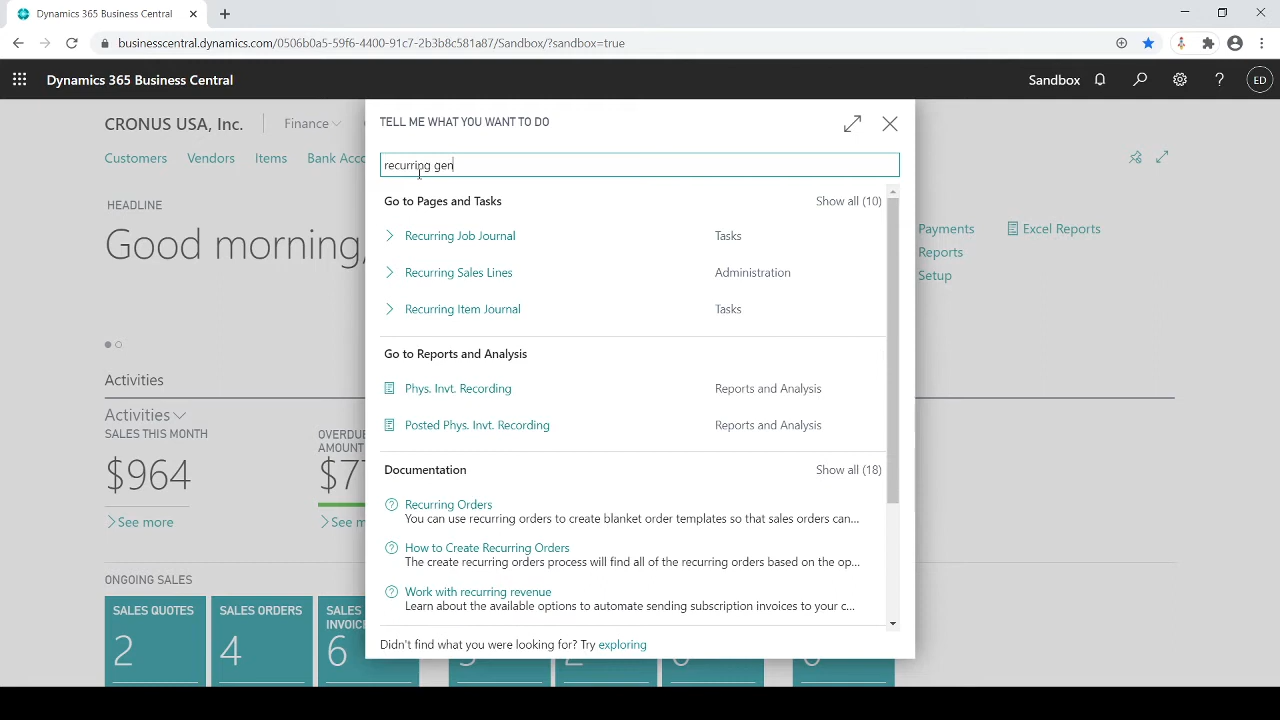 Dynamics 365 Business Central
businesscentral.dynamics.com/0506b0a5-59f6-4400-91c7-2b3b8c581a87/Sandbox/?sandbox=true
Dynamics 365 Business Central
Sandbox
ED
CRONUS USA, Inc.
Finance
Customers
Vendors
Items
Bank Acco
HEADLINE
Good morning,
Payments
Reports
Setup
Excel Reports
Activities
Activities
SALES THIS MONTH
$964
See more
OVERDUE
AMOUNT
$7
See m
ONGOING SALES
SALES QUOTES
2
SALES ORDERS
4
SALES
INVOIC
6
TELL ME WHAT YOU WANT TO DO
recurring gen
Go to Pages and Tasks
Show all (10)
Recurring Job Journal
Tasks
Recurring Sales Lines
Administration
Recurring Item Journal
Tasks
Go to Reports and Analysis
Phys. Invt. Recording
Reports and Analysis
Posted Phys. Invt. Recording
Reports and Analysis
Documentation
Show all (18)
Recurring Orders
You can use recurring orders to create blanket order templates so that sales orders can...
How to Create Recurring Orders
The create recurring orders process will find all of the recurring orders based on the op...
Work with recurring revenue
Learn about the available options to automate sending subscription invoices to your c...
Didn't find what you were looking for? Try exploring